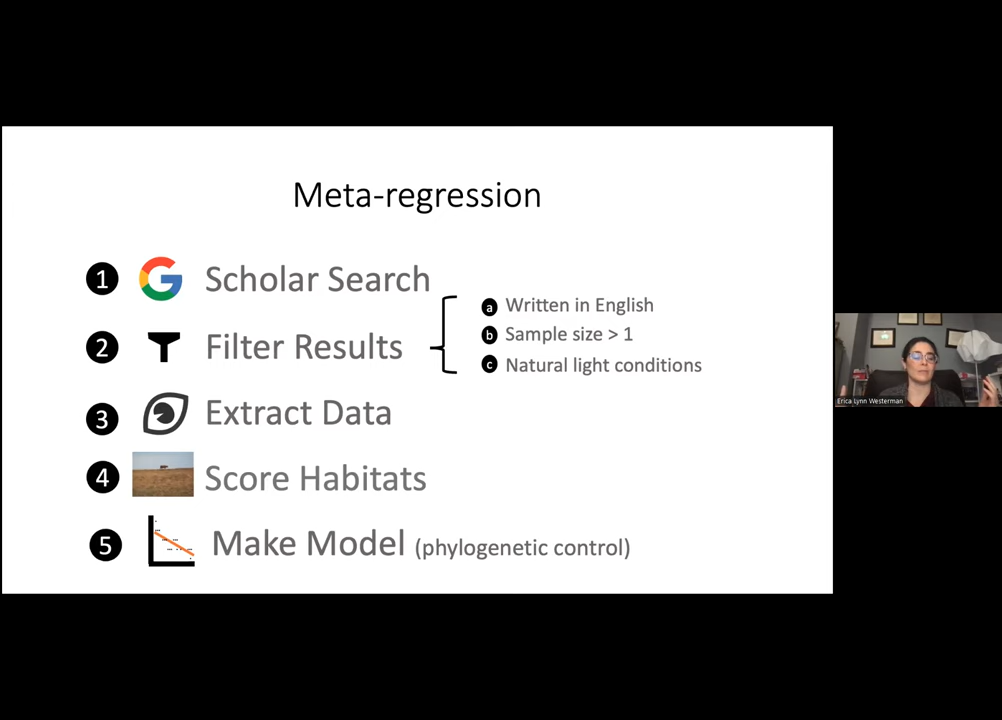 Meta-regression
1 Scholar Search
2 Filter Results
a Written in English
b Sample size > 1
c Natural light conditions
3 Extract Data
4 Score Habitats
5 Make Model (phylogenetic control)
Erica Lynn Westerman